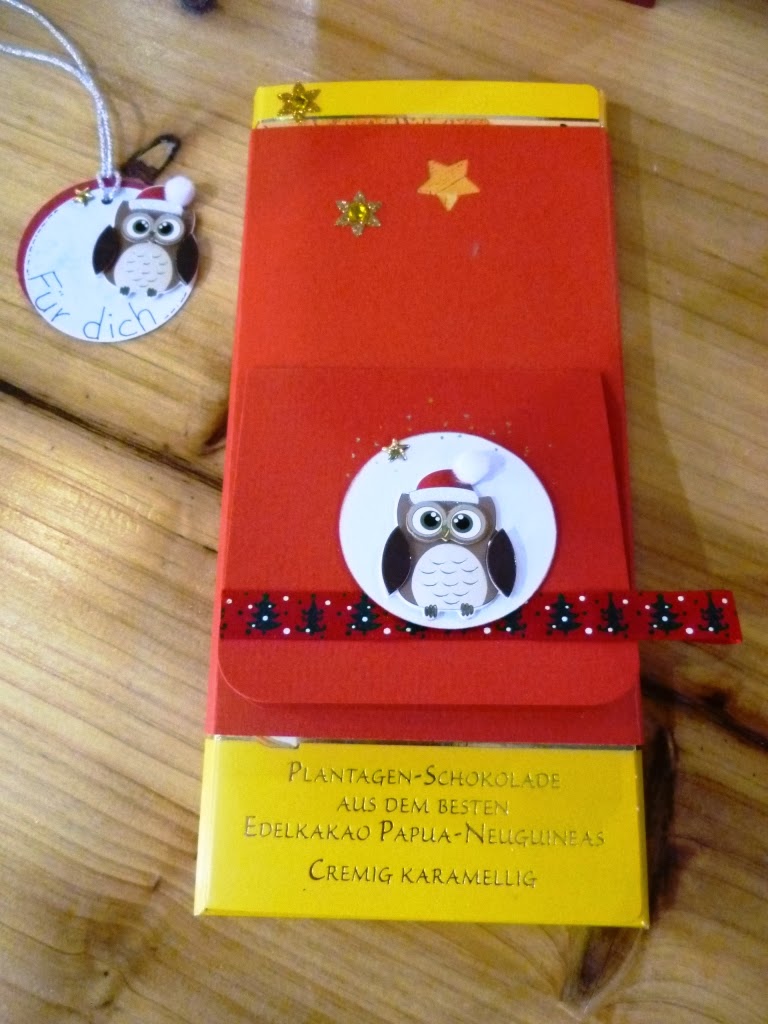 Für dich
PLANTAGEN-SCHOKOLADE
AUS DEM BESTEN
EDELKAKAO PAPUA-NEUGUINEAS
CREMIG KARAMELLIG